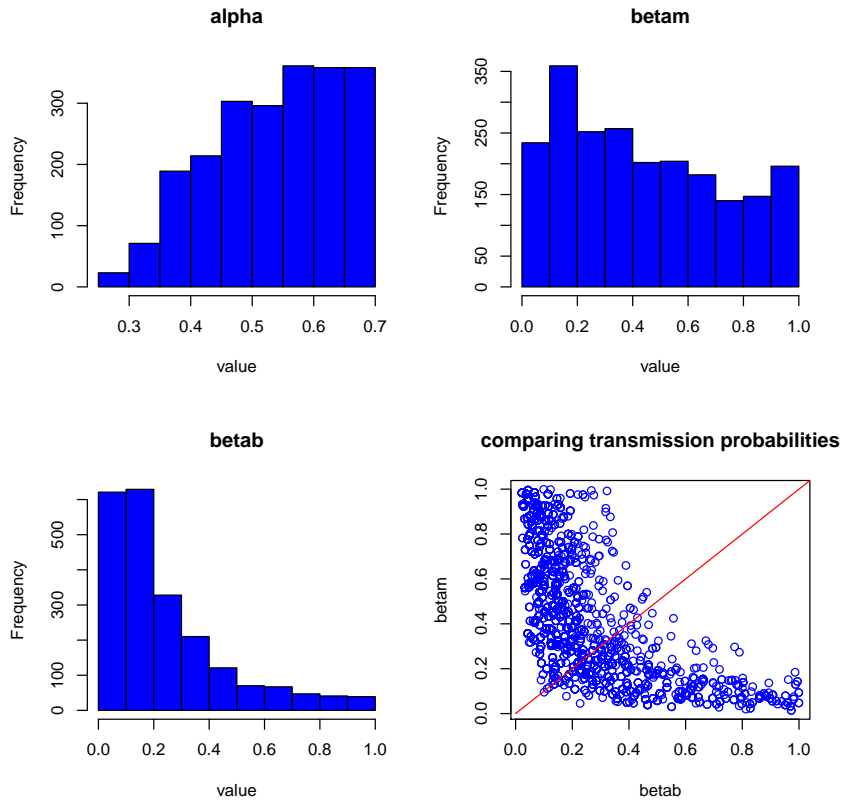 alpha
Frequency
0 100 300
0.3 0.4 0.5 0.6 0.7
value
betam
Frequency
0 50 150 250 350
0.0 0.2 0.4 0.6 0.8 1.0
value
betab
Frequency
0 100 300 500
0.0 0.2 0.4 0.6 0.8 1.0
value
comparing transmission probabilities
betam
0.0 0.2 0.4 0.6 0.8 1.0
0.0 0.2 0.4 0.6 0.8 1.0
betab